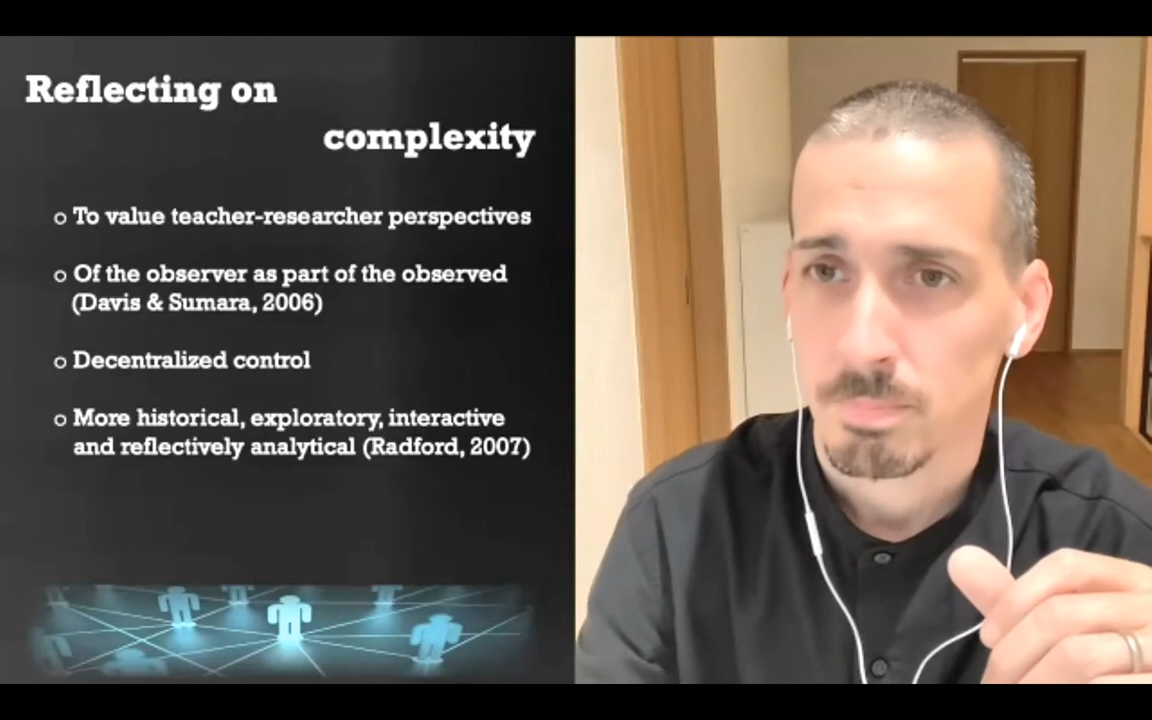 Reflecting on
complexity
o To value teacher-researcher perspectives
o Of the observer as part of the observed
(Davis & Sumara, 2006)
o Decentralized control
o More historical, exploratory, interactive
and reflectively analytical (Radford, 2007)